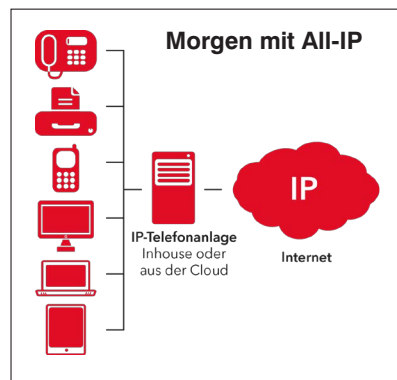 Morgen mit All-IP
IP
IP-Telefonanlage
Inhouse oder
aus der Cloud
Internet